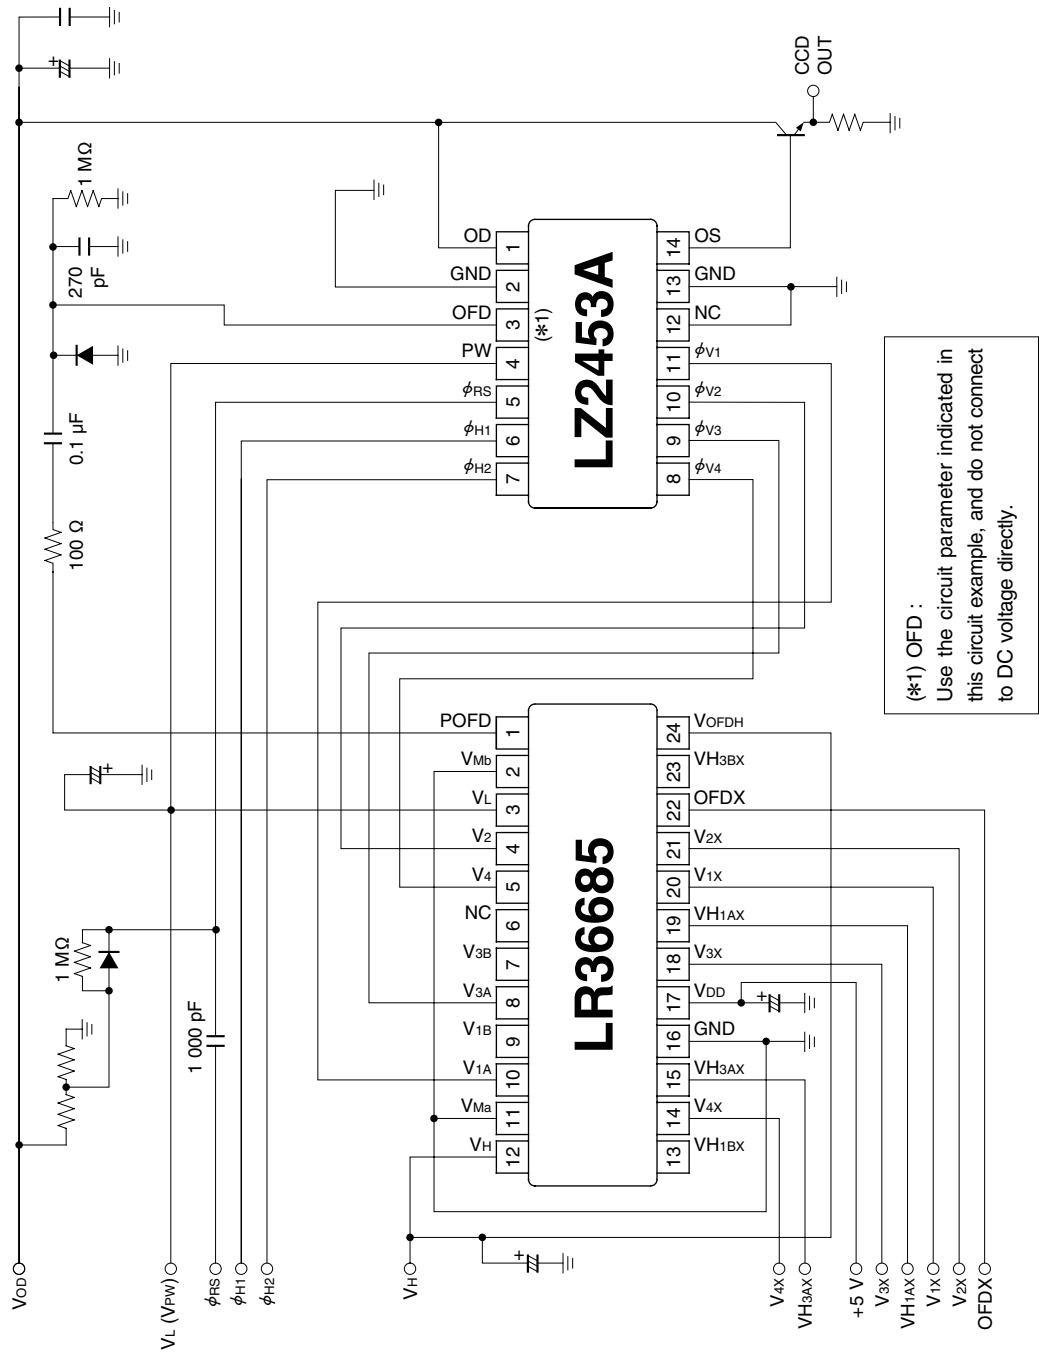 VOD
VL (VPW)
ϕRS
ϕH1
ϕH2
VH
V4X
VH3AX
+5 V
V3X
VH1AX
V1X
V2X
OFDX
1 MΩ
1 000 pF
+
+
+
100 Ω
0.1 µF
270
pF
1 MΩ
+
LR36685
POFD 1
VMb 2
VL 3
V2 4
V4 5
NC 6
V3B 7
V3A 8
V1B 9
V1A 10
VMa 11
VH 12
24 VOFDH
23 VH3BX
22 OFDX
21 V2X
20 V1X
19 VH1AX
18 V3X
17 VDD
16 GND
15 VH3AX
14 V4X
13 VH1BX
LZ2453A
OD 1
GND 2
OFD 3 (*1)
PW 4
ϕRS 5
ϕH1 6
ϕH2 7
14 OS
13 GND
12 NC
11 ϕV1
10 ϕV2
9 ϕV3
8 ϕV4
CCD
OUT
(*1) OFD :
Use the circuit parameter indicated in
this circuit example, and do not connect
to DC voltage directly.